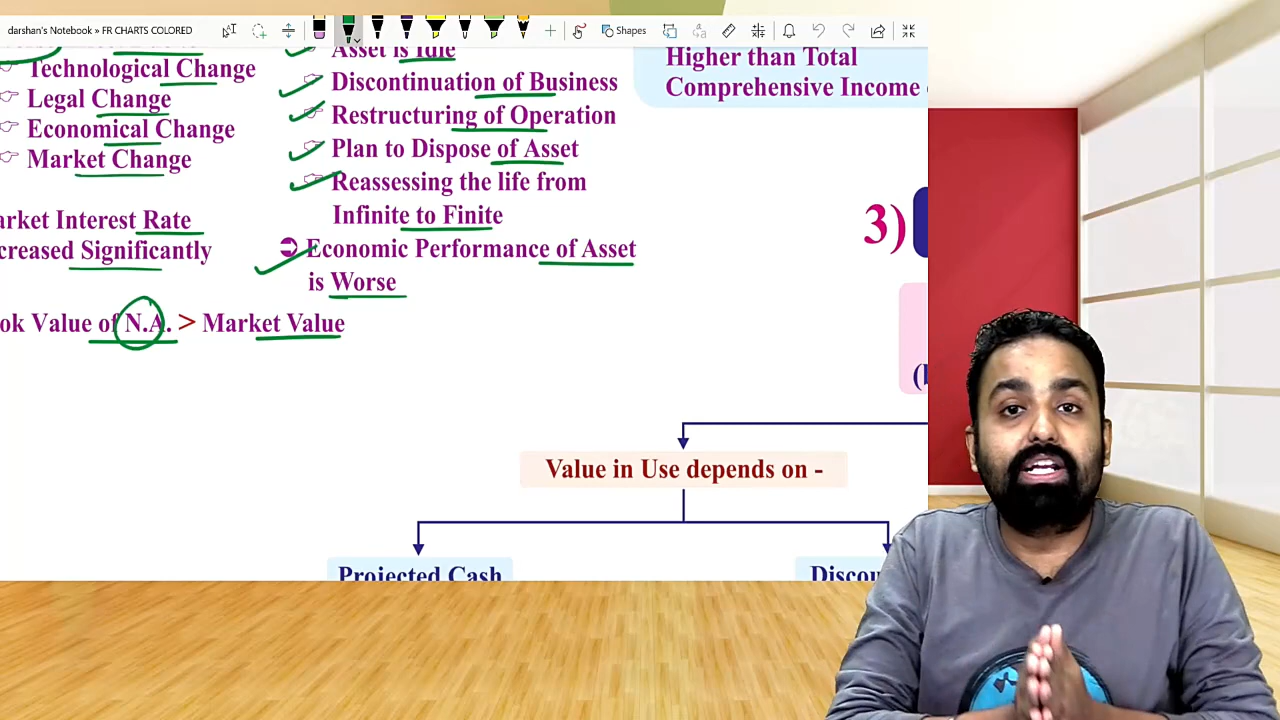 darshan's Notebook » FR CHARTS COLORED
Shapes
Technological Change
Legal Change
Economical Change
Market Change
arket Interest Rate
creased Significantly
ok Value of N.A. > Market Value
Asset is Idle
Discontinuation of Business
Restructuring of Operation
Plan to Dispose of Asset
Reassessing the life from
Infinite to Finite
Economic Performance of Asset
is Worse
Higher than Total
Comprehensive Income
3)
Value in Use depends on -
Projected Cash
Discou